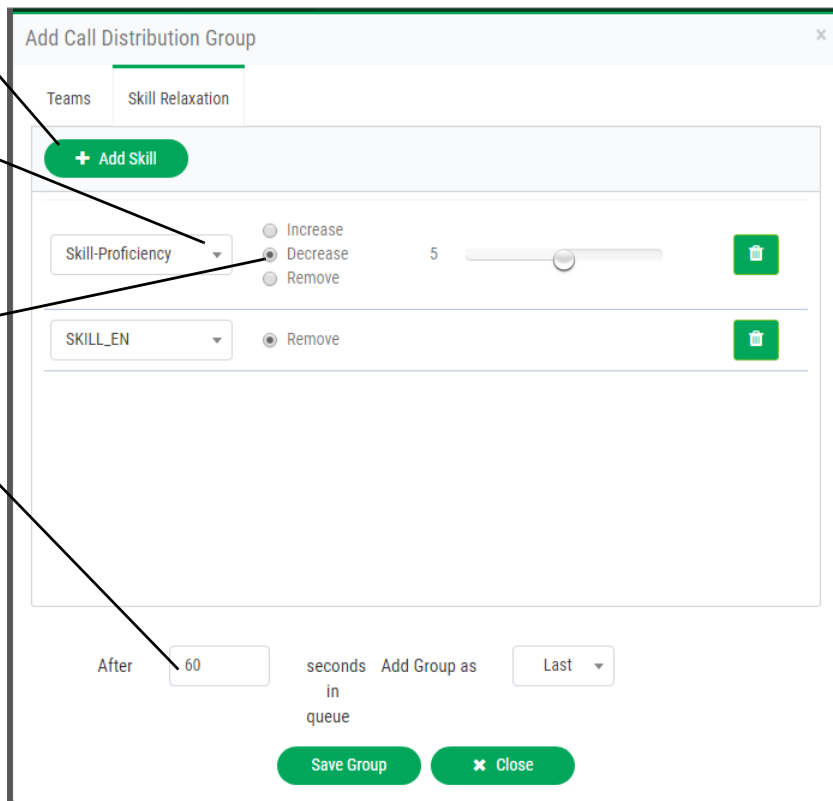 Add Call Distribution Group
×
Teams Skill Relaxation
+ Add Skill
Increase
Skill-Proficiency Decrease 5
Remove
SKILL_EN Remove
After 60 seconds Add Group as Last
in
queue
Save Group × Close